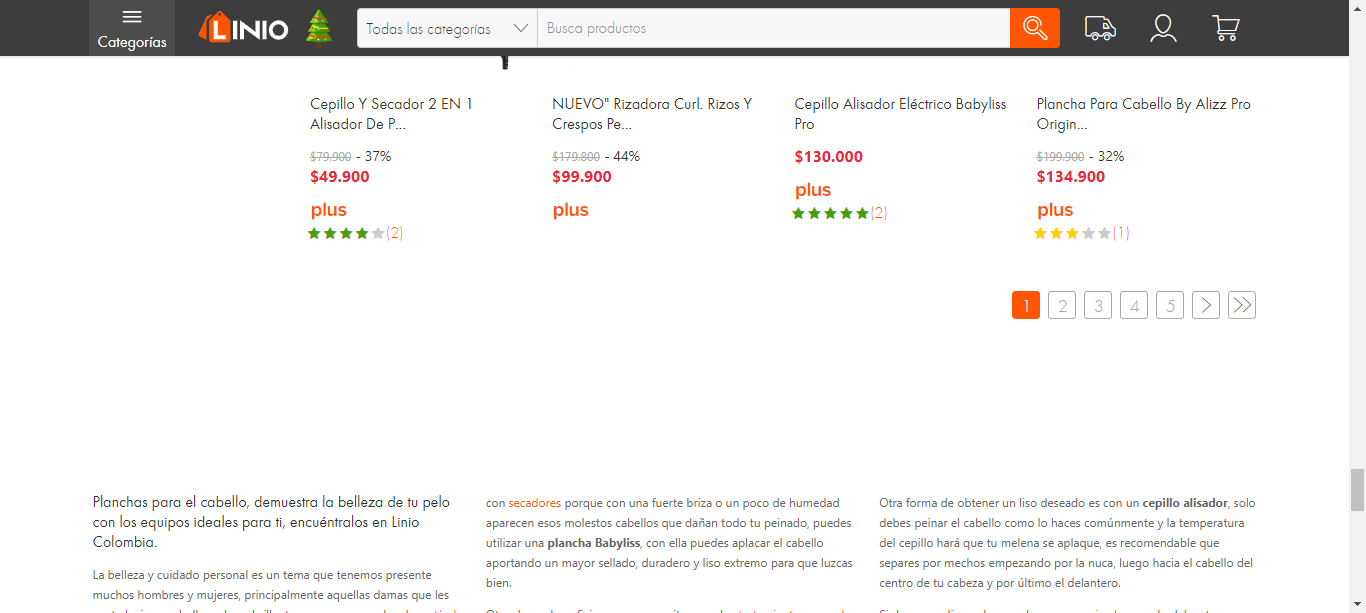 Categorías
LINIO
Todas las categorías
Busca productos
Cepillo Y Secador 2 EN 1
Alisador De P...
$79.900 - 37%
$49.900
plus
(2)
NUEVO" Rizadora Curl. Rizos Y
Crespos Pe...
$179.800 - 44%
$99.900
plus
Cepillo Alisador Eléctrico Babyliss
Pro
$130.000
plus
(2)
Plancha Para Cabello By Alizz Pro
Origin...
$199.900 - 32%
$134.900
plus
(1)
1 2 3 4 5
Planchas para el cabello, demuestra la belleza de tu pelo
con los equipos ideales para ti, encuéntralos en Linio
Colombia.
La belleza y cuidado personal es un tema que tenemos presente
muchos hombres y mujeres, principalmente aquellas damas que les
con secadores porque con una fuerte briza o un poco de humedad
aparecen esos molestos cabellos que dañan todo tu peinado, puedes
utilizar una plancha Babyliss, con ella puedes aplacar el cabello
aportando un mayor sellado, duradero y liso extremo para que luzcas
bien.
Otra forma de obtener un liso deseado es con un cepillo alisador, solo
debes peinar el cabello como lo haces comúnmente y la temperatura
del cepillo hará que tu melena se aplaque, es recomendable que
separes por mechos empezando por la nuca, luego hacia el cabello del
centro de tu cabeza y por último el delantero.